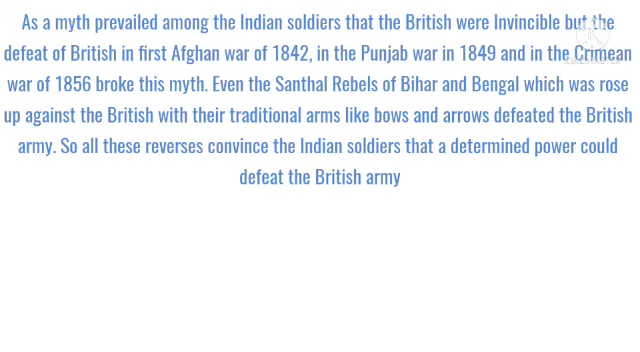 As a myth prevailed among the Indian soldiers that the British were Invincible but the
defeat of British in first Afghan war of 1842, in the Punjab war in 1849 and in the Crimean
war of 1856 broke this myth. Even the Santhal Rebels of Bihar and Bengal which was rose
up against the British with their traditional arms like bows and arrows defeated the British
army. So all these reverses convince the Indian soldiers that a determined power could
defeat the British army